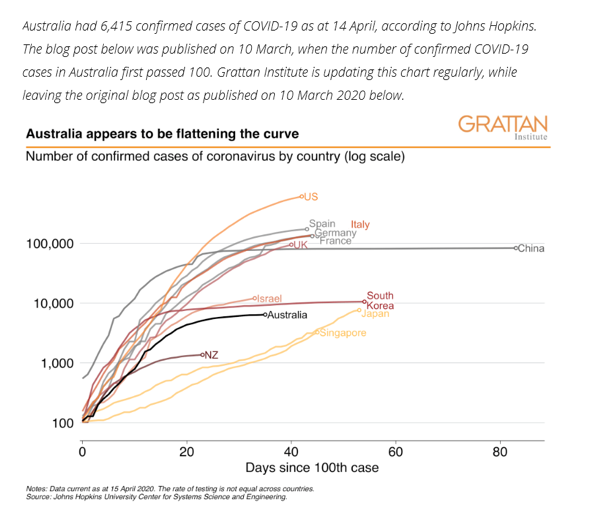 Australia had 6,415 confirmed cases of COVID-19 as at 14 April, according to Johns Hopkins.
The blog post below was published on 10 March, when the number of confirmed COVID-19
cases in Australia first passed 100. Grattan Institute is updating this chart regularly, while
leaving the original blog post as published on 10 March 2020 below.
GRATTAN
Institute
Australia appears to be flattening the curve
Number of confirmed cases of coronavirus by country (log scale)
US
Spain
Italy
Germany
France
UK
China
100,000
Israel
South
Korea
10,000
Australia
Japan
Singapore
NZ
1,000
100
0 20 40 60 80
Days since 100th case
Notes: Data current as at 15 April 2020. The rate of testing is not equal across countries.
Source: Johns Hopkins University Center for Systems Science and Engineering.